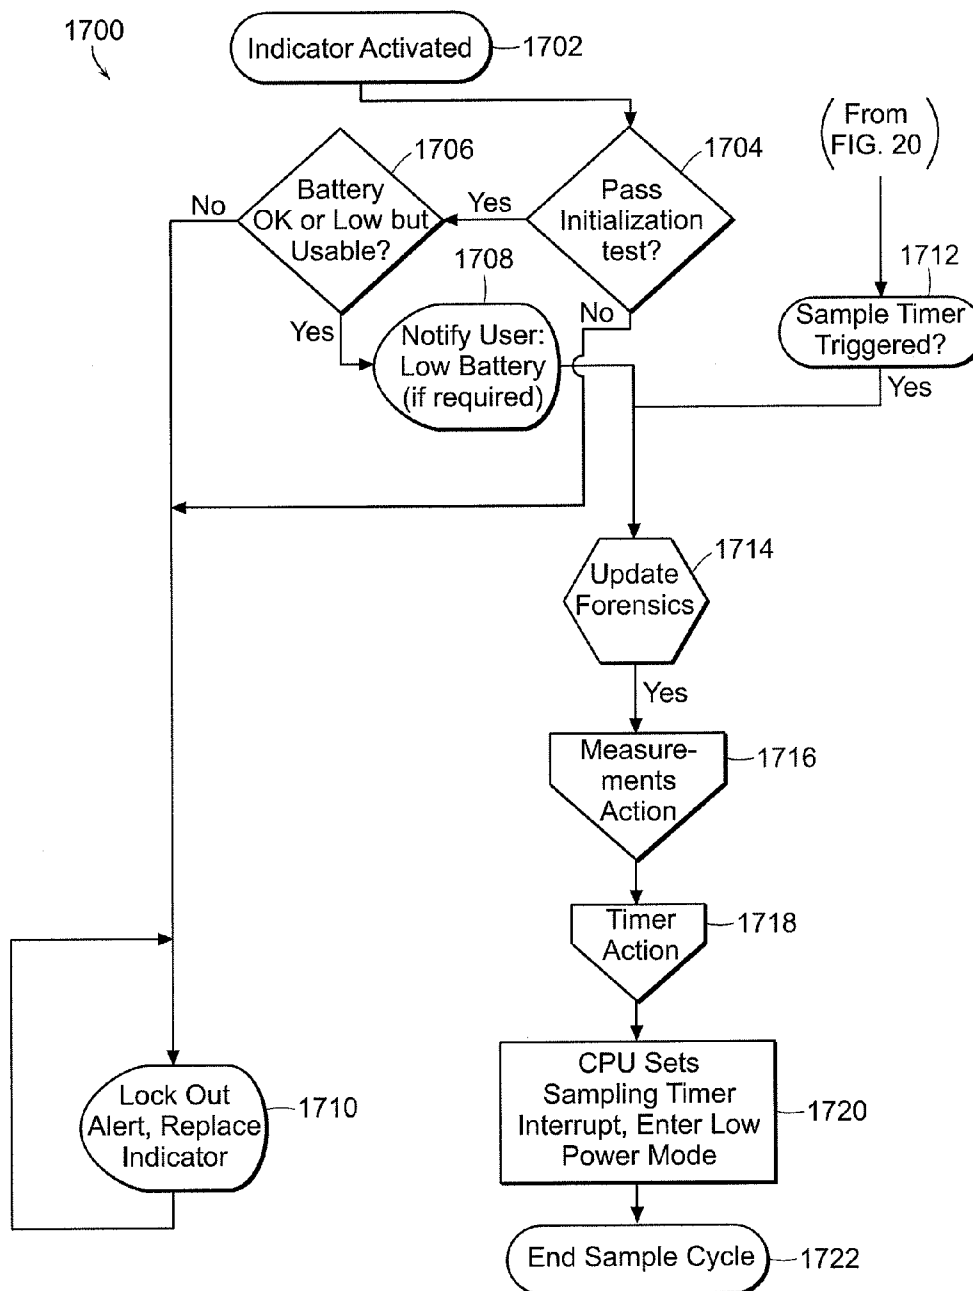 1700
Indicator Activated
1702
(From
FIG. 20)
1706
1704
Battery
OK or Low but
Usable?
No
Yes
Pass
Initialization
test?
1708
1712
Yes
No
Notify User:
Low Battery
(if required)
Sample Timer
Triggered?
Yes
1714
Update
Forensics
Yes
Measure-
ments
Action
1716
Timer
Action
1718
Lock Out
Alert, Replace
Indicator
1710
CPU Sets
Sampling Timer
Interrupt, Enter Low
Power Mode
1720
End Sample Cycle
1722